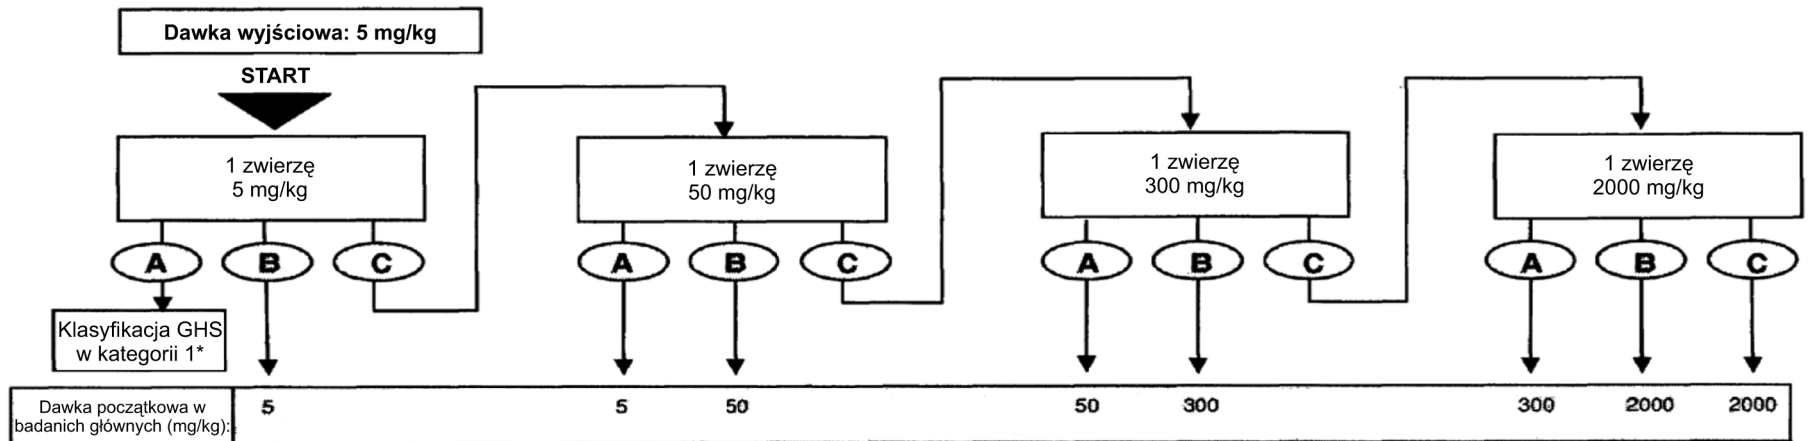 Dawka wyjściowa: 5 mg/kg
START
1 zwierzę
5 mg/kg
1 zwierzę
50 mg/kg
1 zwierzę
300 mg/kg
1 zwierzę
2000 mg/kg
A B C
A B C
A B C
A B C
Klasyfikacja GHS
w kategorii 1*
Dawka początkowa w
badanich głównych (mg/kg):
5 5 50 50 300 300 2000 2000